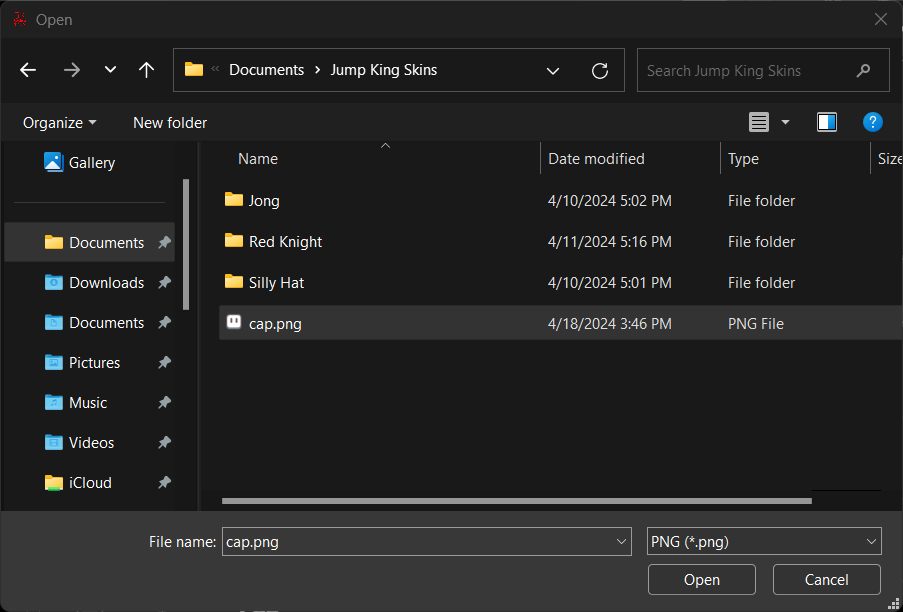 Open
Documents › Jump King Skins
Search Jump King Skins
Organize
New folder
?
Gallery
Documents
Downloads
Documents
Pictures
Music
Videos
iCloud
Name Date modified Type Size
Jong 4/10/2024 5:02 PM File folder
Red Knight 4/11/2024 5:16 PM File folder
Silly Hat 4/10/2024 5:01 PM File folder
cap.png 4/18/2024 3:46 PM PNG File
File name: cap.png PNG (*.png)
Open Cancel